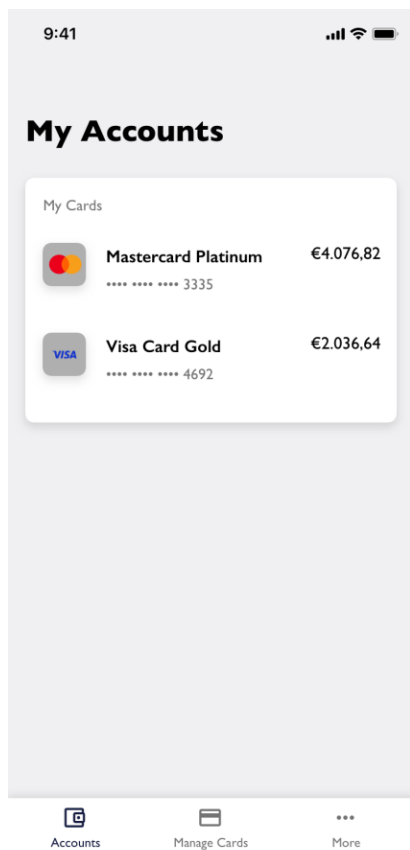 9:41
My Accounts
My Cards
Mastercard Platinum €4.076,82
•••• •••• •••• 3335
VISA
Visa Card Gold €2.036,64
•••• •••• •••• 4692
Accounts Manage Cards More